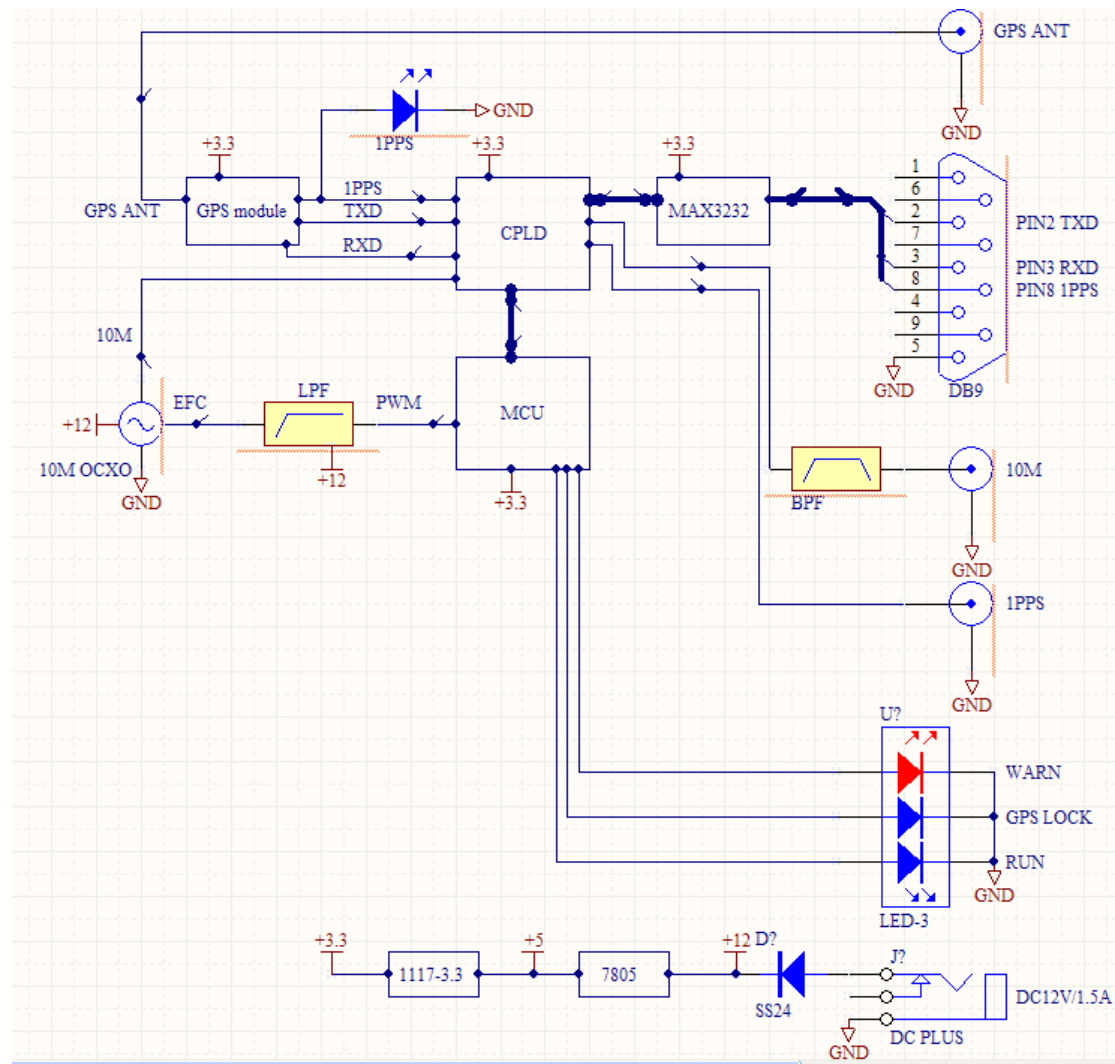 GPS ANT
GND
GND
1PPS
+3.3
+3.3
+3.3
1
6
2
7
3
8
4
9
5
GPS ANT
GPS module
1PPS
TXD
RXD
CPLD
MAX3232
PIN2 TXD
PIN3 RXD
PIN8 1PPS
GND
DB9
10M
EFC
LPF
PWM
MCU
+12
10M OCXO
GND
+12
+3.3
BPF
10M
GND
1PPS
GND
U?
WARN
GPS LOCK
RUN
GND
LED-3
+3.3
+5
+12
D?
J?
1117-3.3
7805
SS24
DC12V/1.5A
DC PLUS
GND